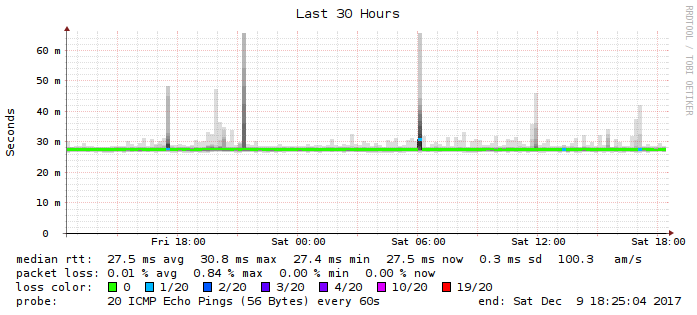 Last 30 Hours
RRDTOOL / TOBI OETIKER
Seconds
60 m
50 m
40 m
30 m
20 m
10 m
0
Fri 18:00 Sat 00:00 Sat 06:00 Sat 12:00 Sat 18:00
median rtt: 27.5 ms avg 30.8 ms max 27.4 ms min 27.5 ms now 0.3 ms sd 100.3 am/s
packet loss: 0.01 % avg 0.84 % max 0.00 % min 0.00 % now
loss color: 0 1/20 2/20 3/20 4/20 10/20 19/20
probe: 20 ICMP Echo Pings (56 Bytes) every 60s end: Sat Dec 9 18:25:04 2017